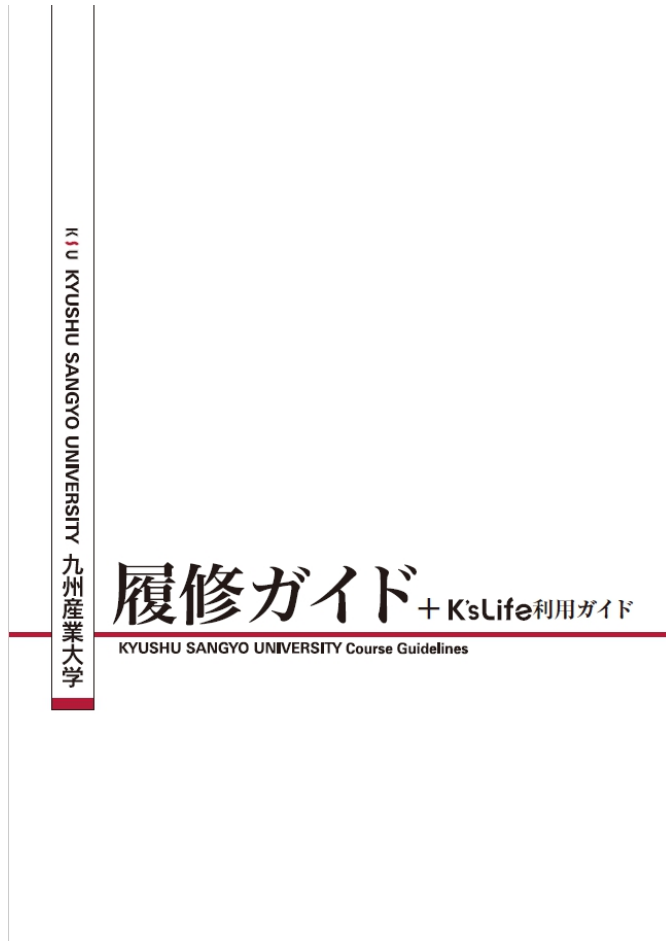 KSU KYUSHU SANGYO UNIVERSITY 九州産業大学
履修ガイド+K'sLife利用ガイド
KYUSHU SANGYO UNIVERSITY Course Guidelines